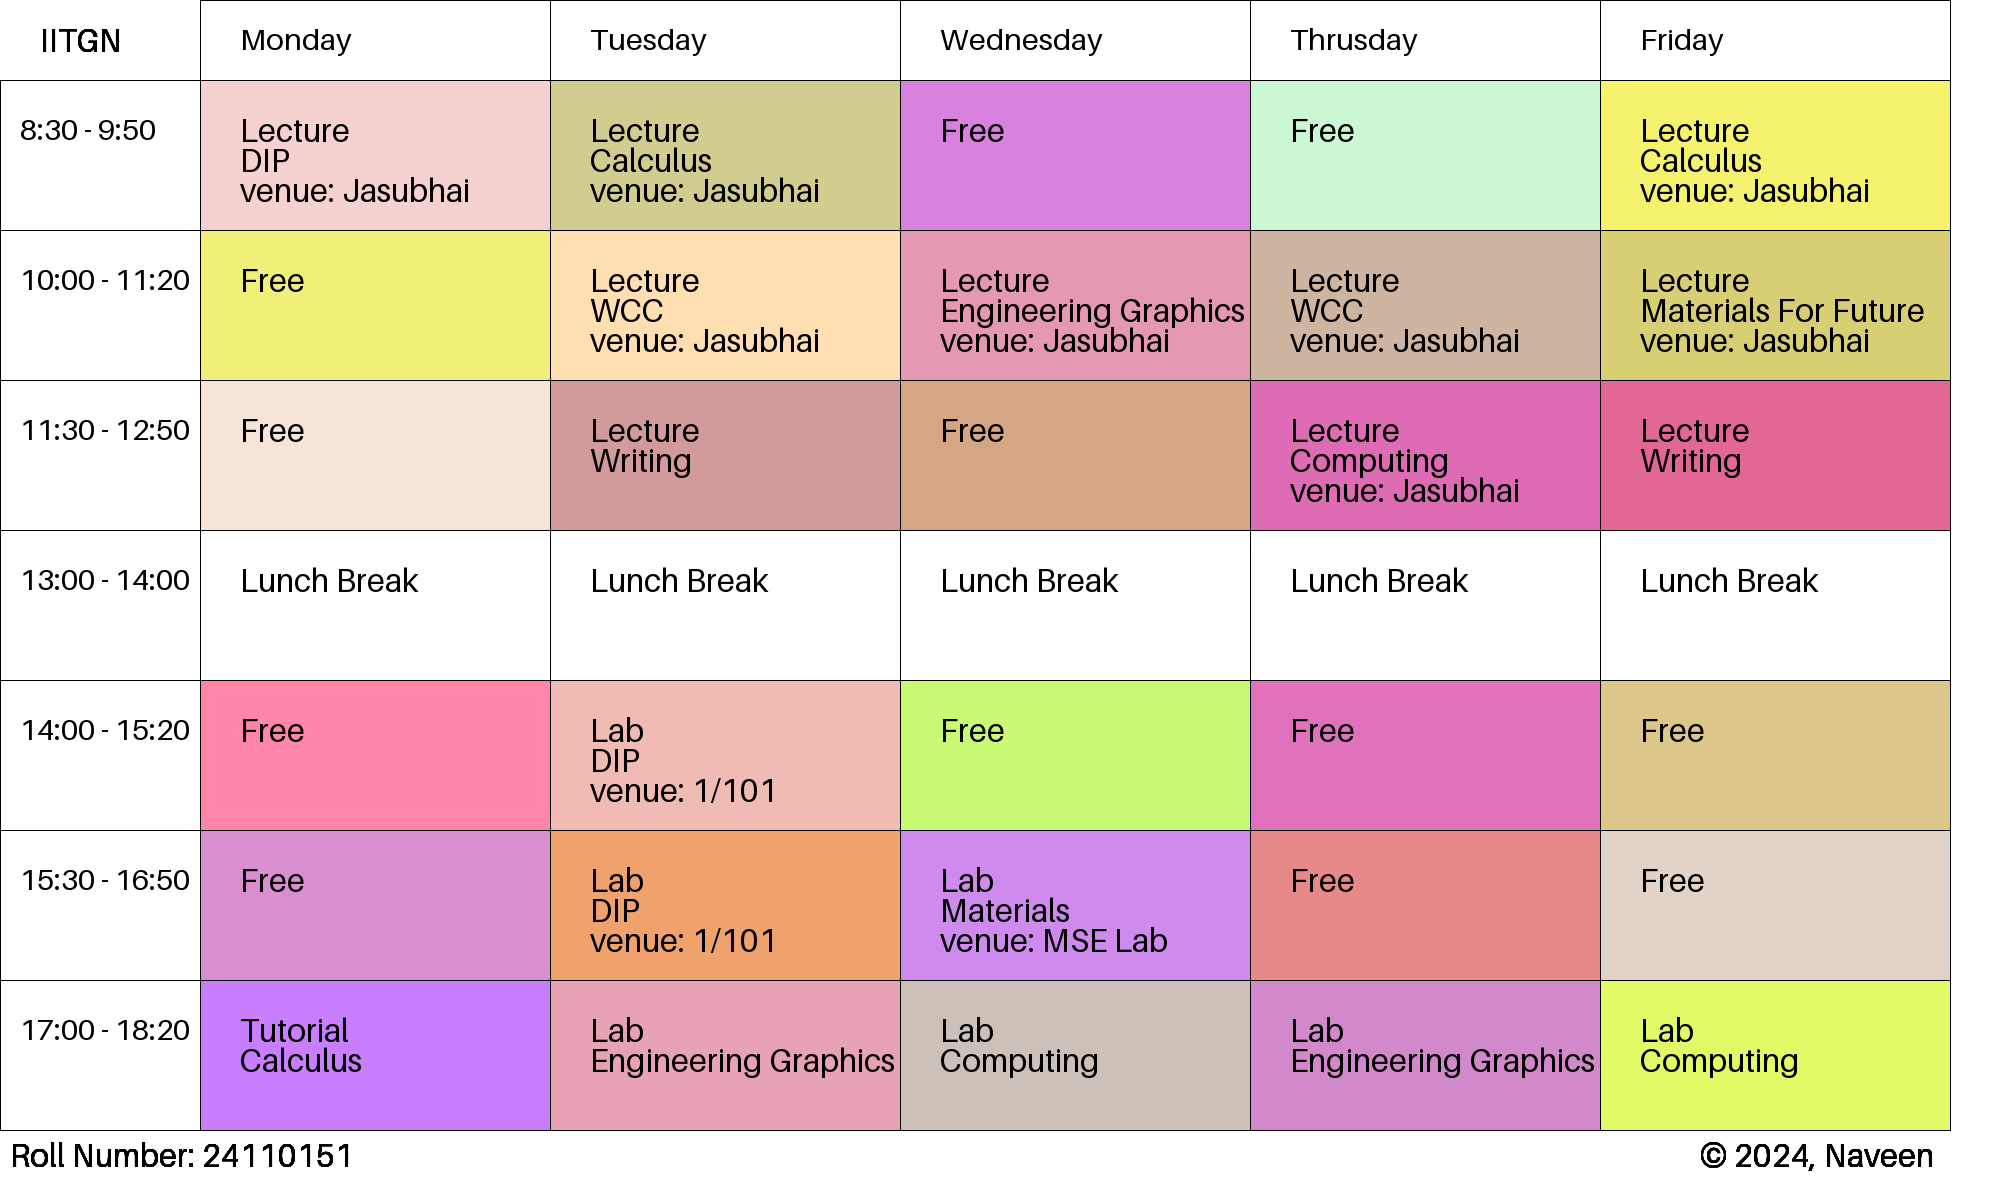 IITGN
Monday
Tuesday
Wednesday
Thrusday
Friday
8:30 - 9:50
Lecture
DIP
venue: Jasubhai
Lecture
Calculus
venue: Jasubhai
Free
Free
Lecture
Calculus
venue: Jasubhai
10:00 - 11:20
Free
Lecture
WCC
venue: Jasubhai
Lecture
Engineering Graphics
venue: Jasubhai
Lecture
WCC
venue: Jasubhai
Lecture
Materials For Future
venue: Jasubhai
11:30 - 12:50
Free
Lecture
Writing
Free
Lecture
Computing
venue: Jasubhai
Lecture
Writing
13:00 - 14:00
Lunch Break
Lunch Break
Lunch Break
Lunch Break
Lunch Break
14:00 - 15:20
Free
Lab
DIP
venue: 1/101
Free
Free
Free
15:30 - 16:50
Free
Lab
DIP
venue: 1/101
Lab
Materials
venue: MSE Lab
Free
Free
17:00 - 18:20
Tutorial
Calculus
Lab
Engineering Graphics
Lab
Computing
Lab
Engineering Graphics
Lab
Computing
Roll Number: 24110151
© 2024, Naveen